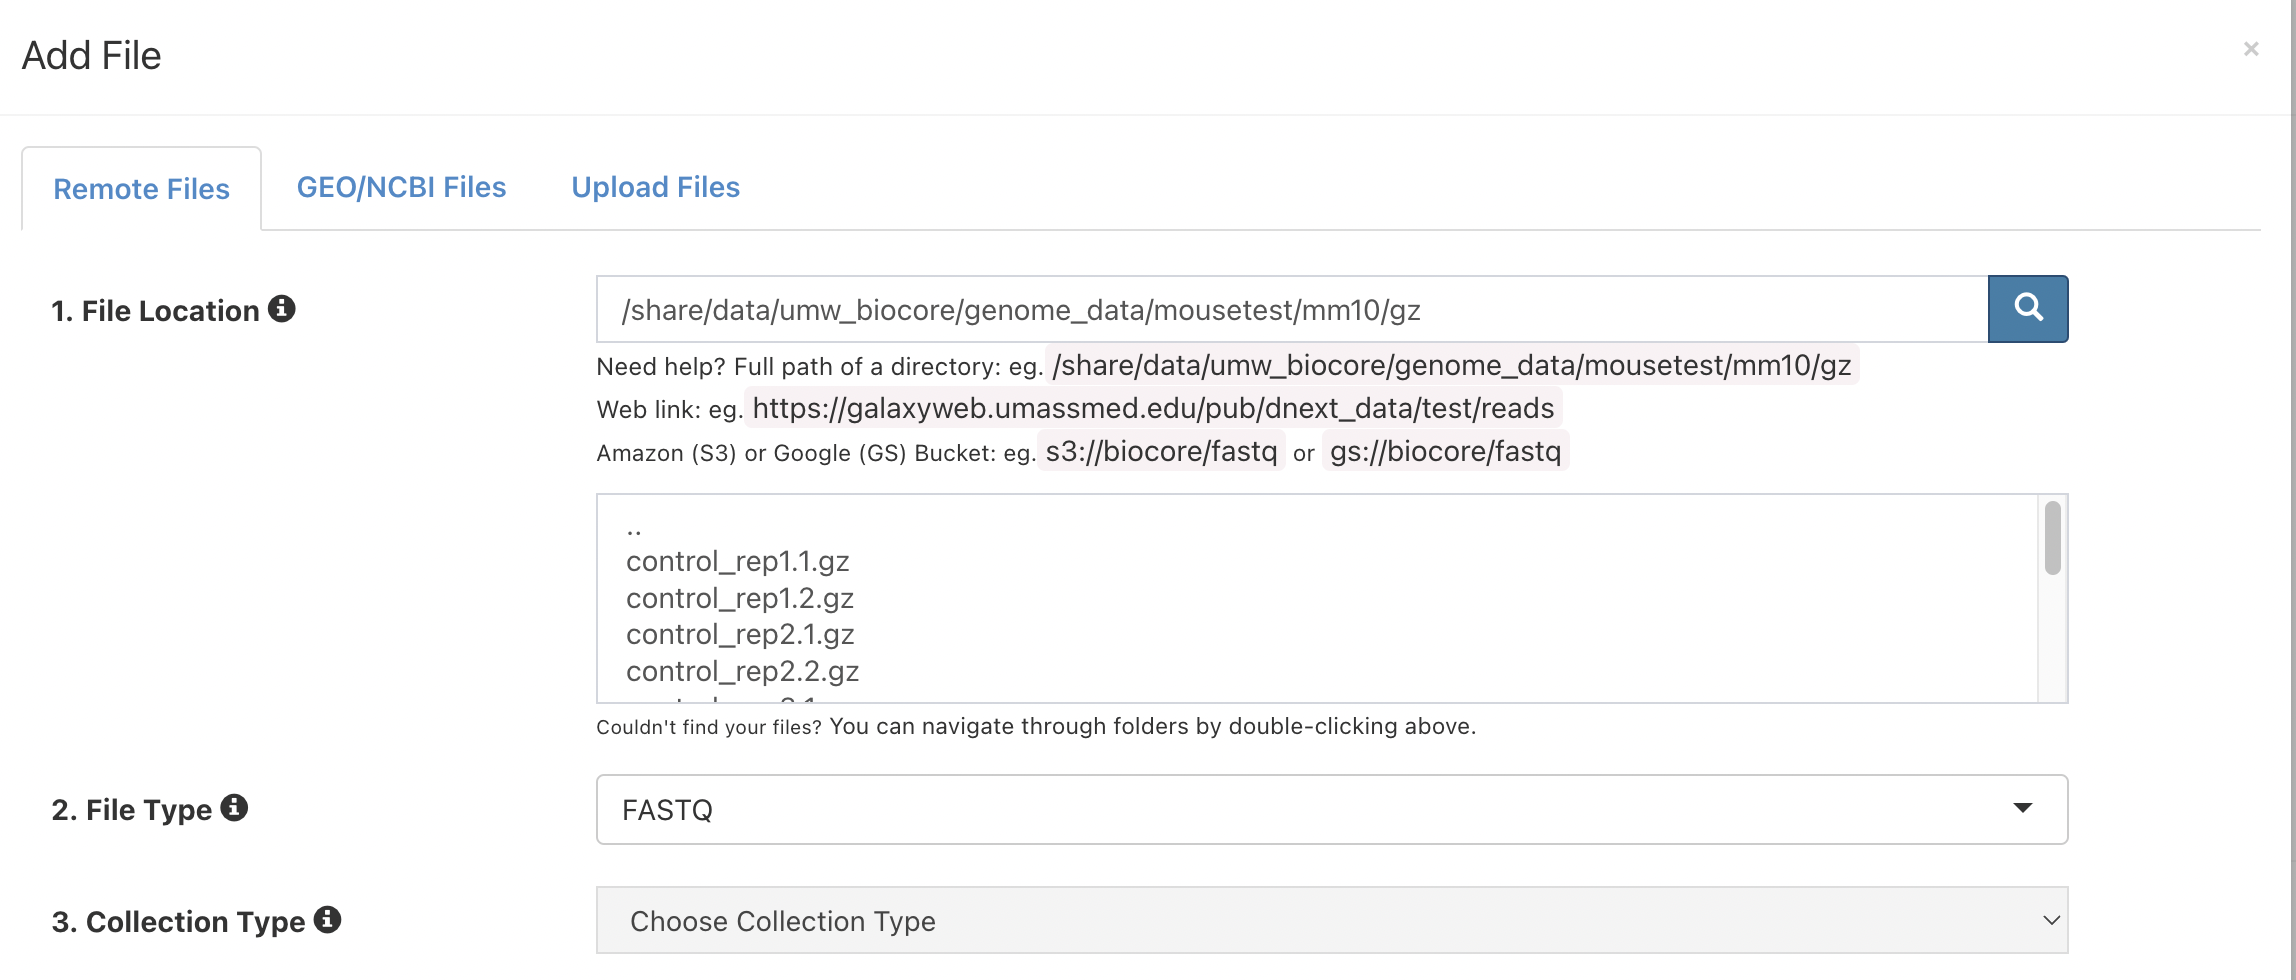 Add File
×
Remote Files
GEO/NCBI Files
Upload Files
1. File Location
/share/data/umw_biocore/genome_data/mousetest/mm10/gz
Need help? Full path of a directory: eg. /share/data/umw_biocore/genome_data/mousetest/mm10/gz
Web link: eg. https://galaxyweb.umassmed.edu/pub/dnext_data/test/reads
Amazon (S3) or Google (GS) Bucket: eg. s3://biocore/fastq or gs://biocore/fastq
..
control_rep1.1.gz
control_rep1.2.gz
control_rep2.1.gz
control_rep2.2.gz
Couldn't find your files? You can navigate through folders by double-clicking above.
2. File Type
FASTQ
3. Collection Type
Choose Collection Type